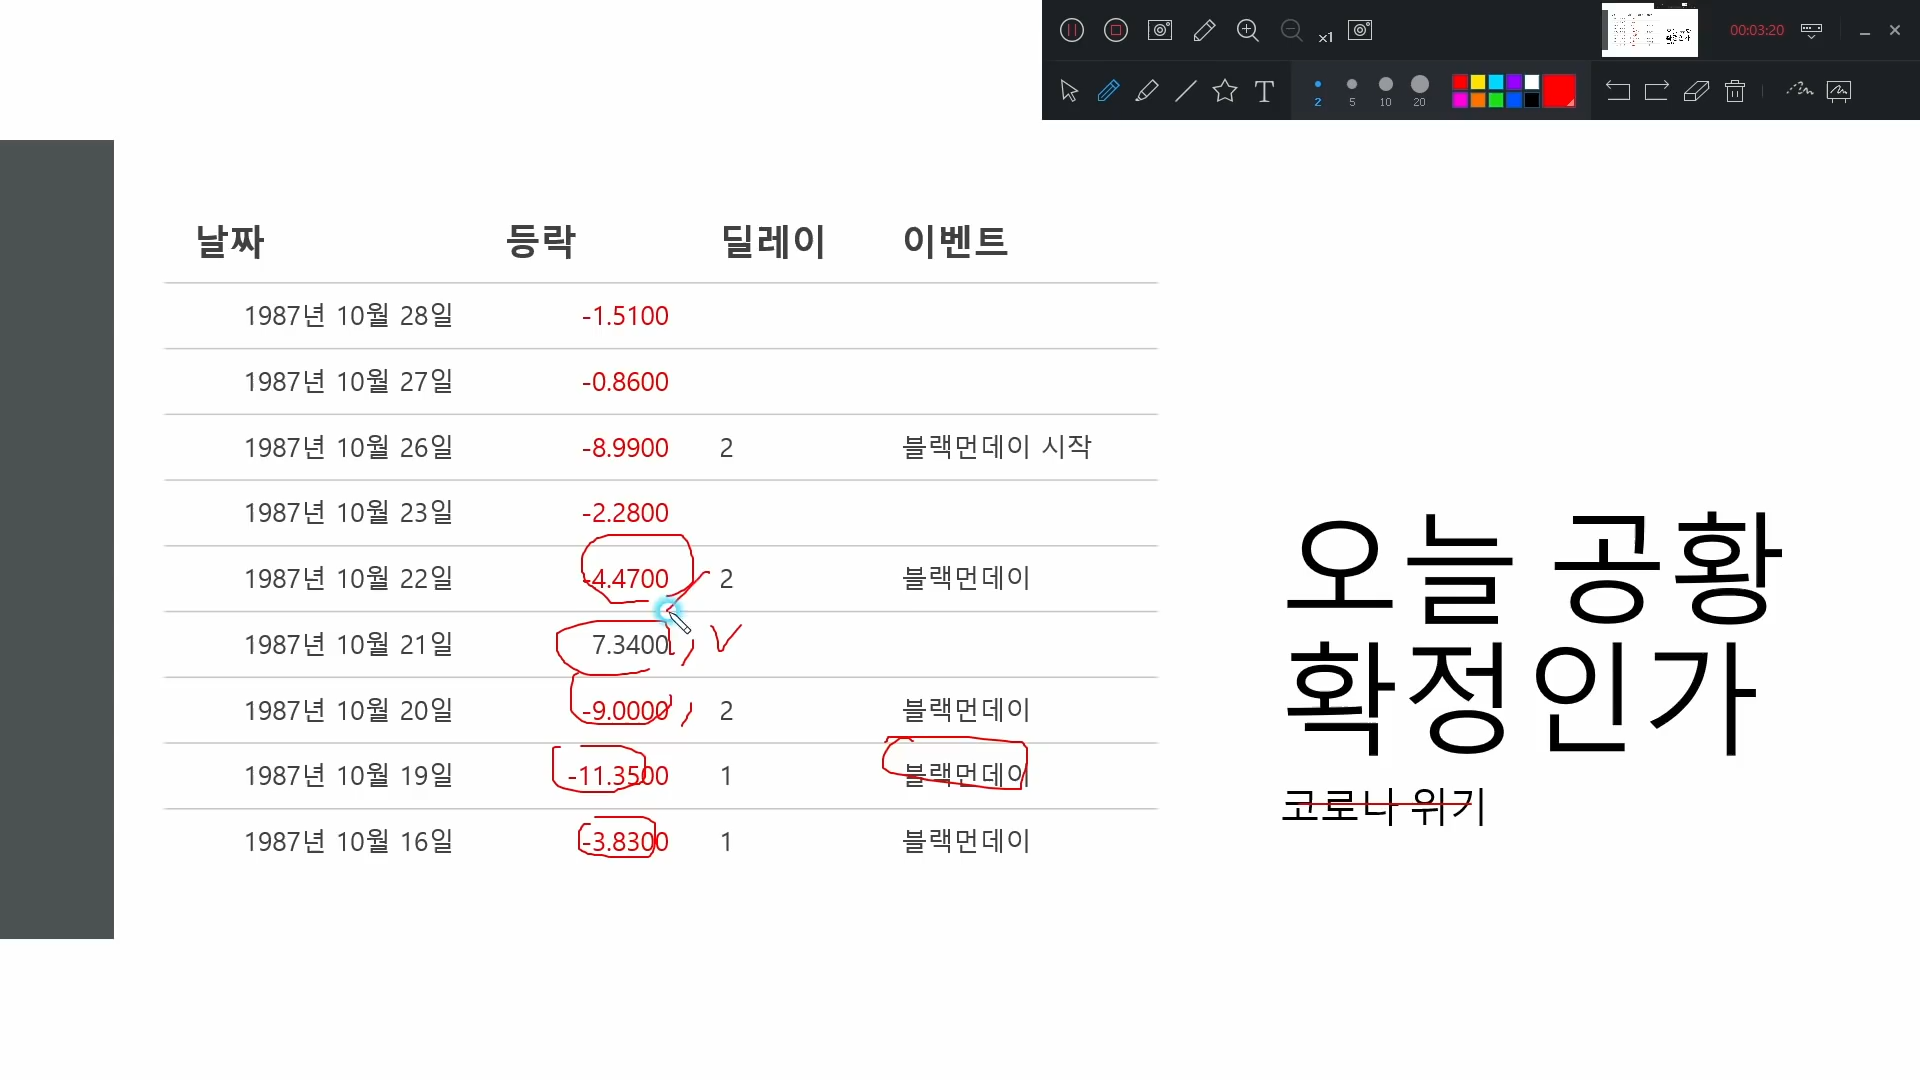 x1
00:03:20
T
2 5 10 20
날짜 등락 딜레이 이벤트
1987년 10월 28일 -1.5100
1987년 10월 27일 -0.8600
1987년 10월 26일 -8.9900 2 블랙먼데이 시작
1987년 10월 23일 -2.2800
1987년 10월 22일 -4.4700 2 블랙먼데이
1987년 10월 21일 7.3400
1987년 10월 20일 -9.0000 2 블랙먼데이
1987년 10월 19일 -11.3500 1 블랙먼데이
1987년 10월 16일 -3.8300 1 블랙먼데이
오늘 공황
확정인가
코로나 위기